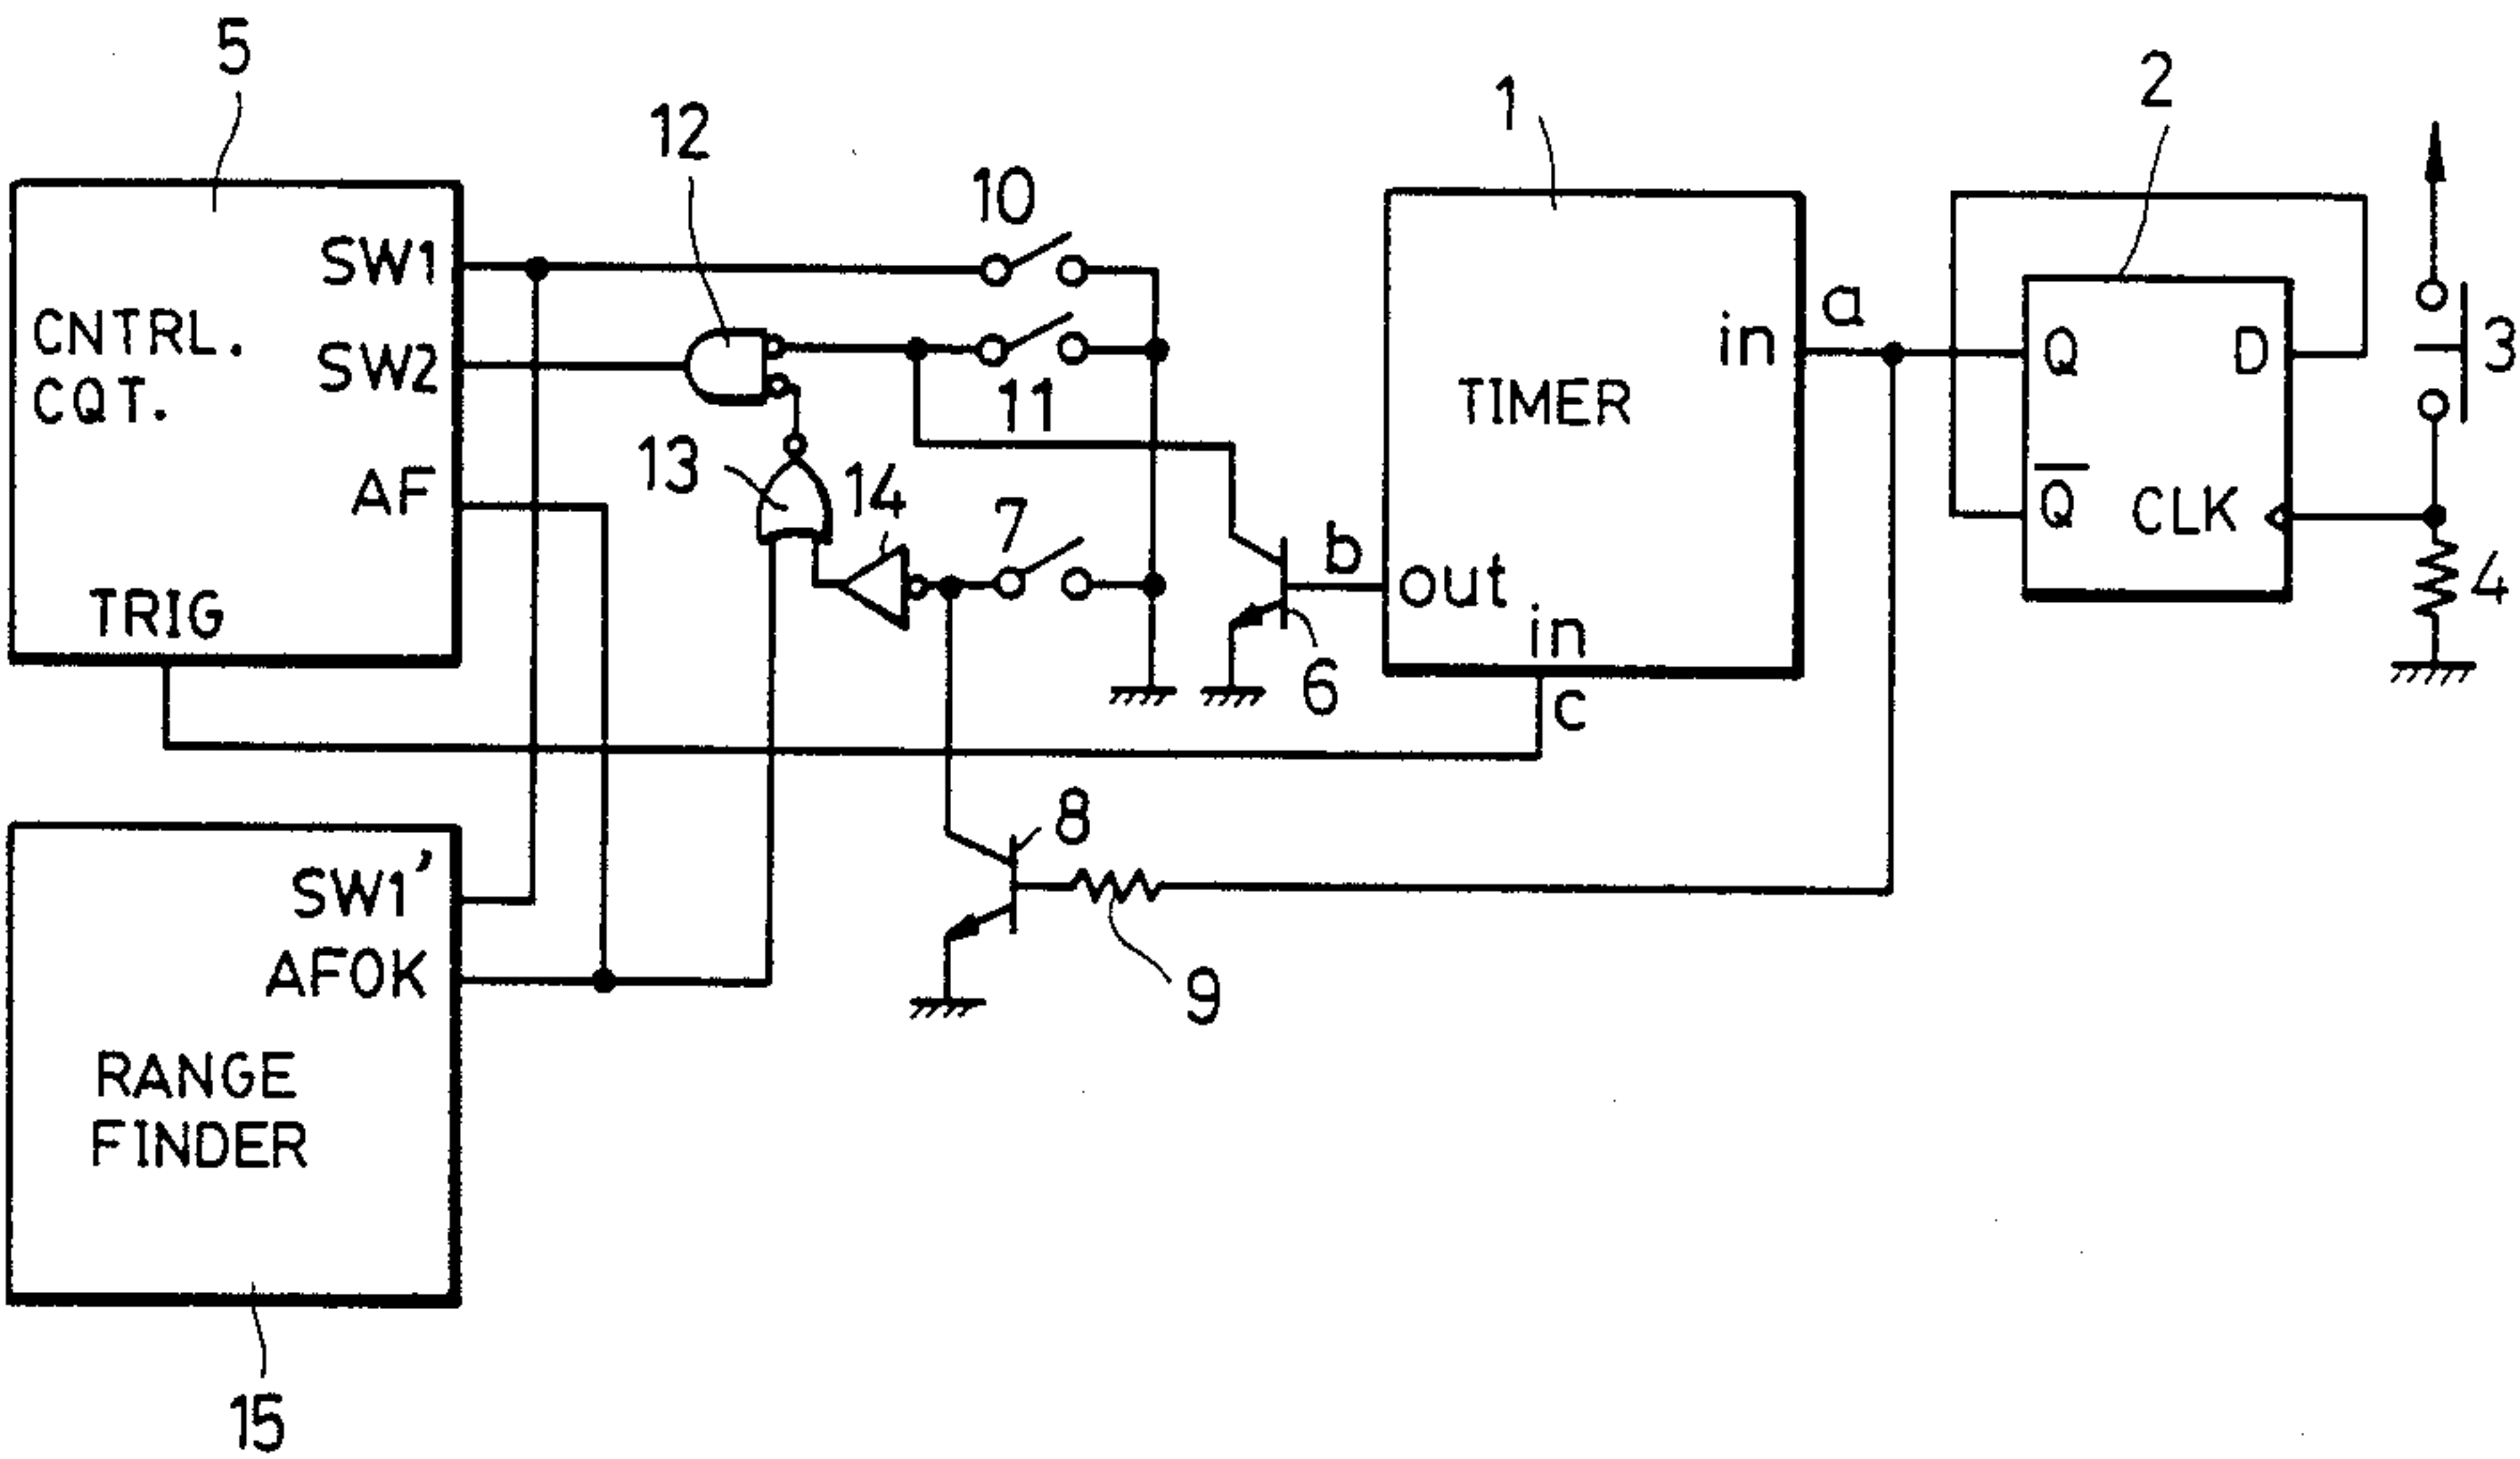 5
12
10
1
2
SW1
CNTRL.
CQT.
SW2
11
in
a
TIMER
Q
D
3
AF
13
14
7
b
Q̅
CLK
TRIG
out
in
6
c
4
8
SW1'
AFOK
9
RANGE
FINDER
15